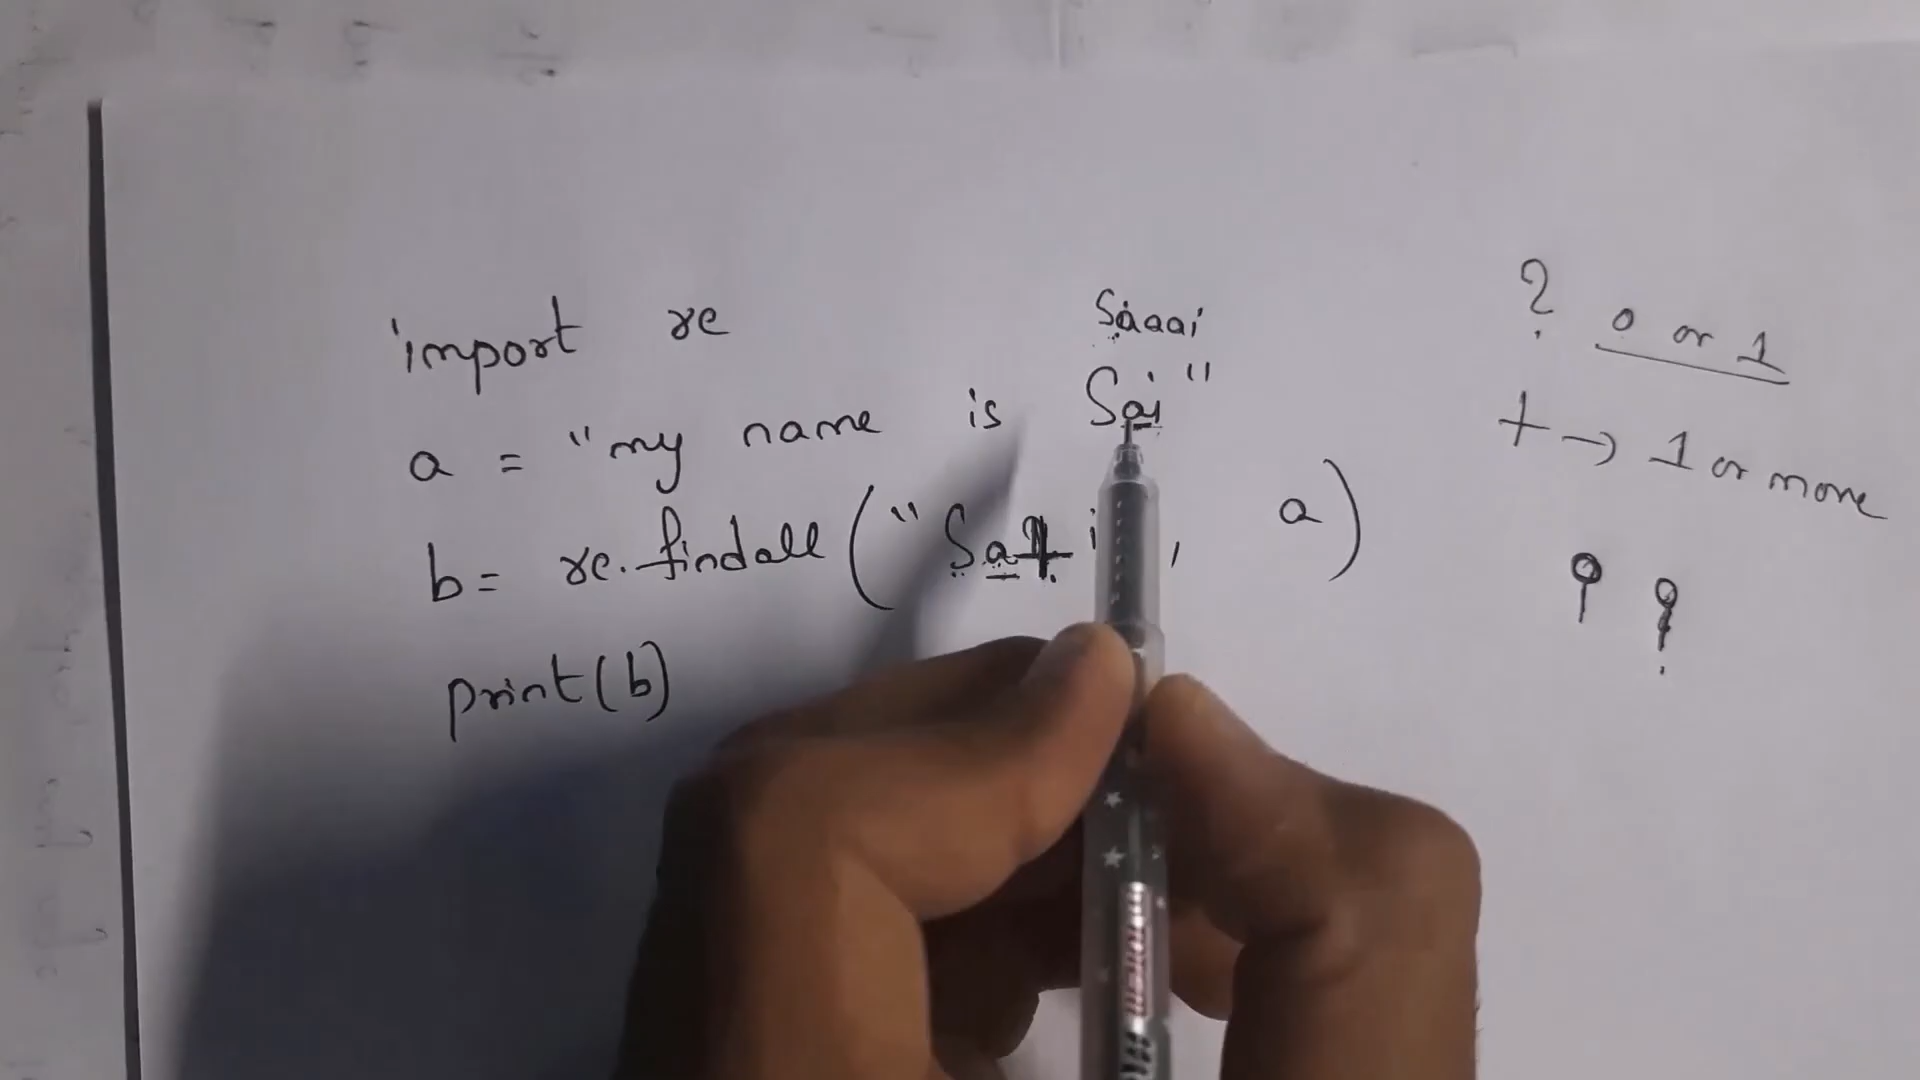 import re
Saaai
a = "my name is Sai"
b = re.findall("Sa+i , a)
print(b)
? 0 or 1
+ → 1 or more
? ?